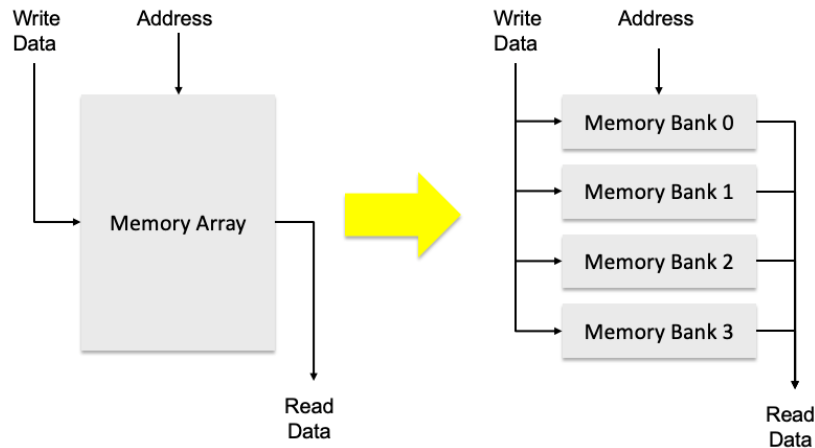 Write
Data
Address
Memory Array
Read
Data
Write
Data
Address
Memory Bank 0
Memory Bank 1
Memory Bank 2
Memory Bank 3
Read
Data